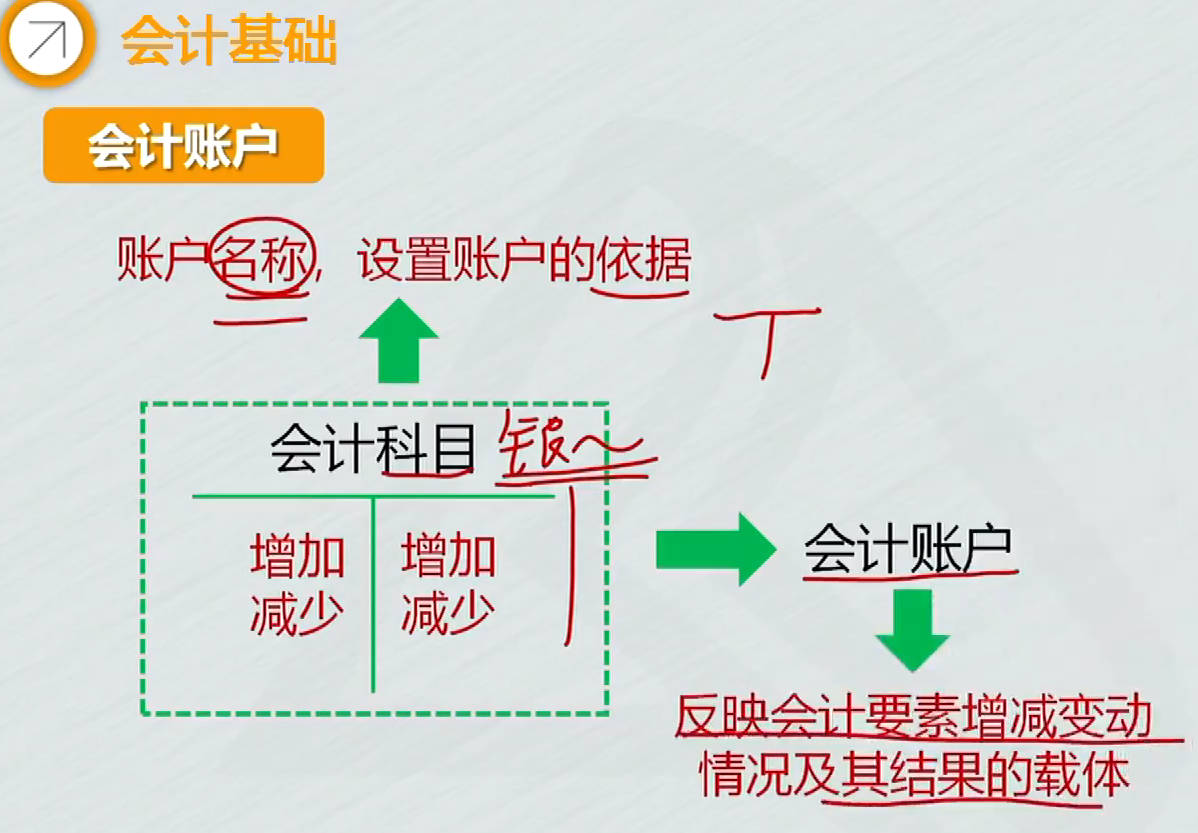 会计基础
会计账户
账户名称，设置账户的依据
会计科目 银
增加 增加
减少 减少
会计账户
反映会计要素增减变动
情况及其结果的载体